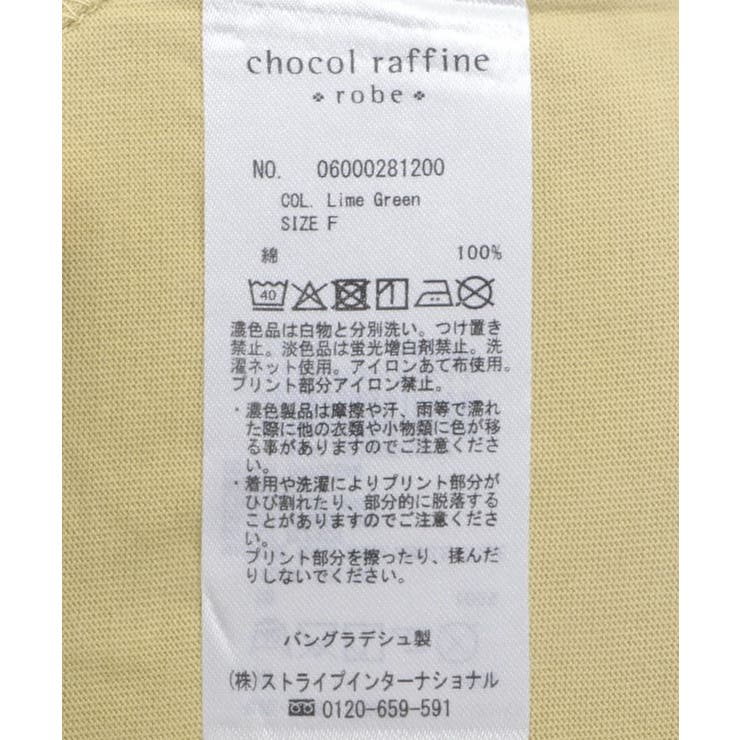 chocol raffine
robe
NO. 06000281200
COL. Lime Green
SIZE F
綿 100%
40
濃色品は白物と分別洗い。つけ置き
禁止。淡色品は蛍光増白剤禁止。洗
濯ネット使用。アイロンあて布使用。
プリント部分アイロン禁止。
・濃色製品は摩擦や汗、雨等で濡れ
た際に他の衣類や小物類に色が移
る事がありますのでご注意くださ
い。
・着用や洗濯によりプリント部分が
ひび割れたり、部分的に脱落する
ことがありますのでご注意くださ
い。
プリント部分を擦ったり、揉んだ
りしないでください。
バングラデシュ製
(株)ストライプインターナショナル
0120-659-591